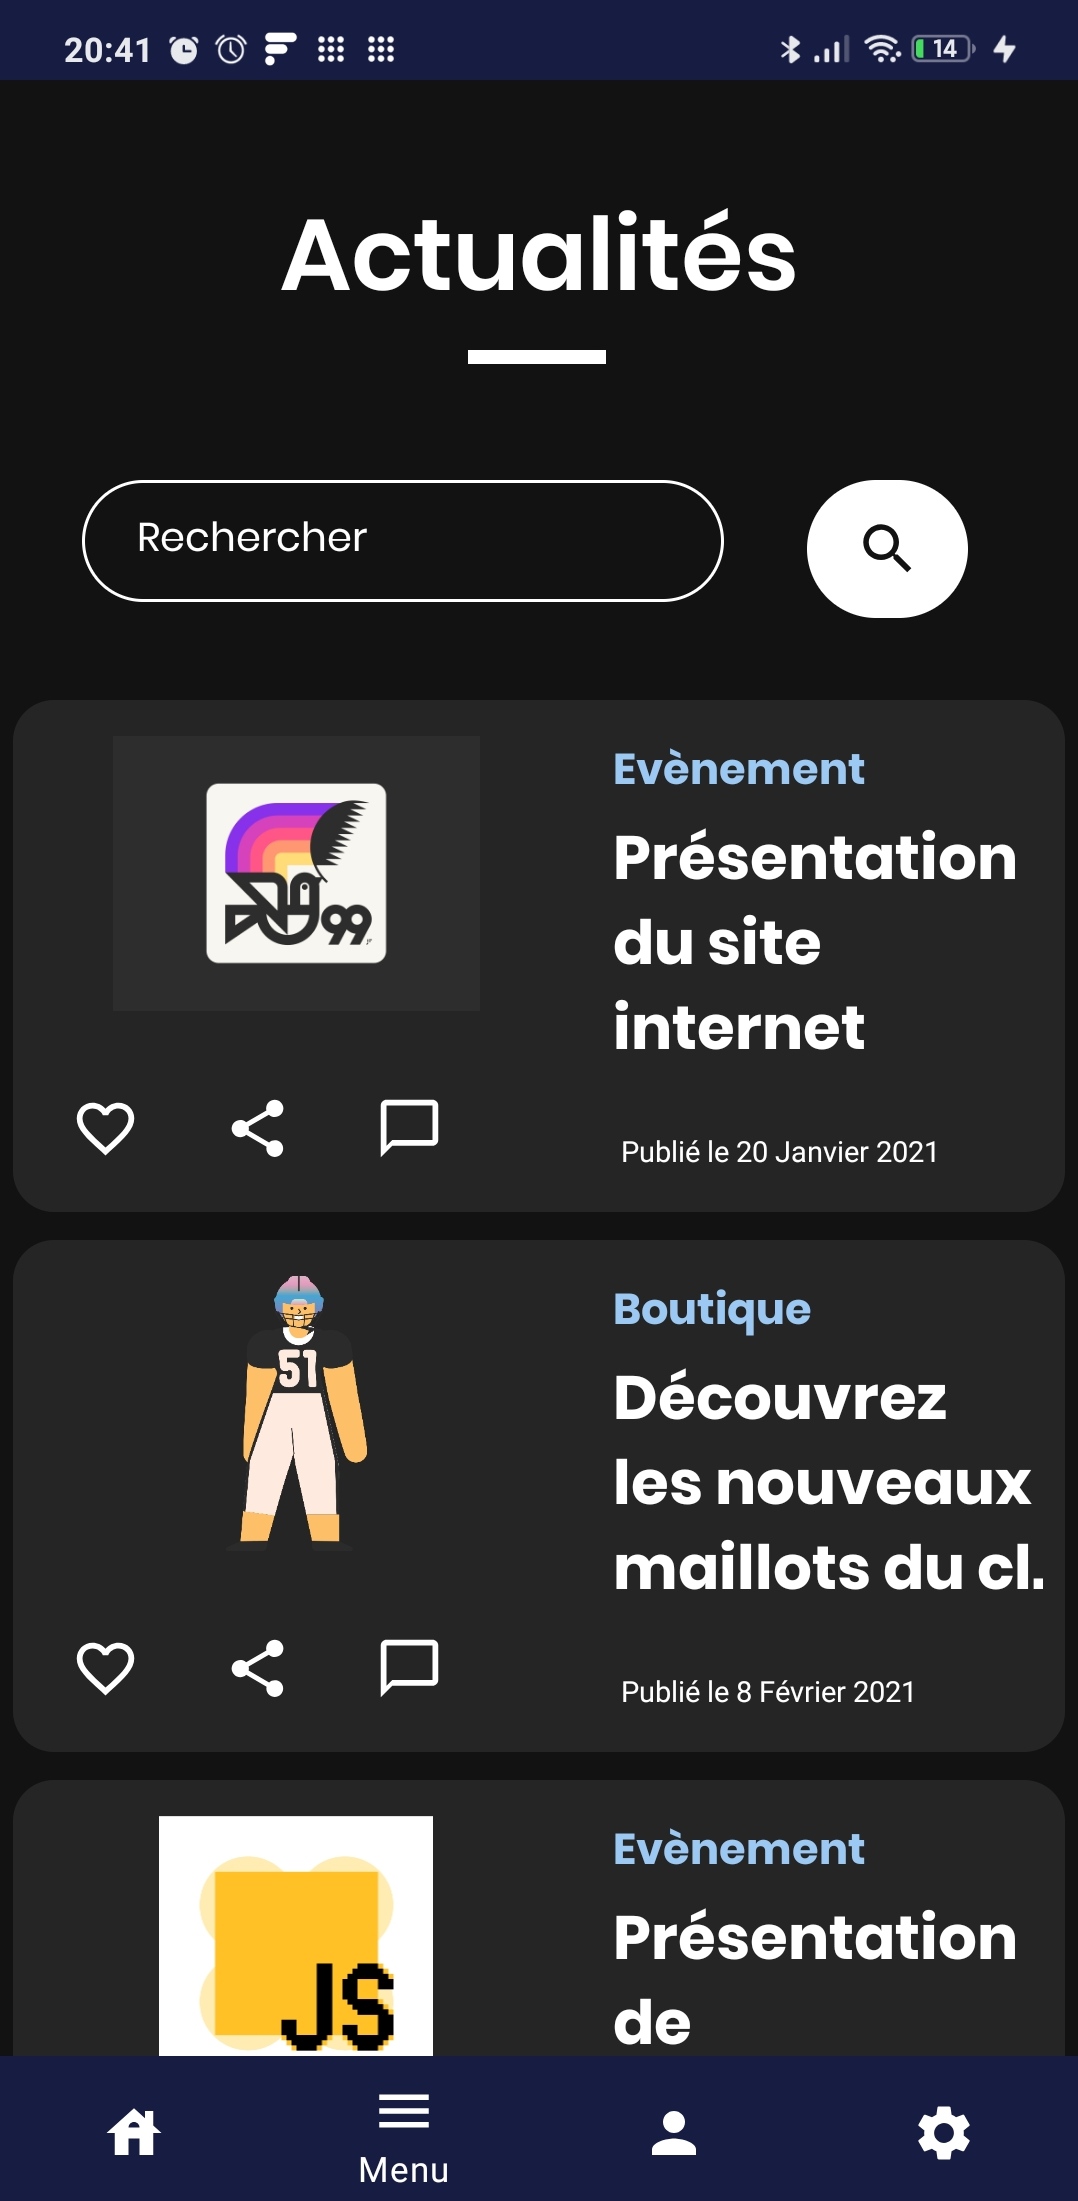 20:41
14
Actualités
Rechercher
99
Evènement
Présentation
du site
internet
Publié le 20 Janvier 2021
51
Boutique
Découvrez
les nouveaux
maillots du cl.
Publié le 8 Février 2021
JS
Evènement
Présentation
de
Menu